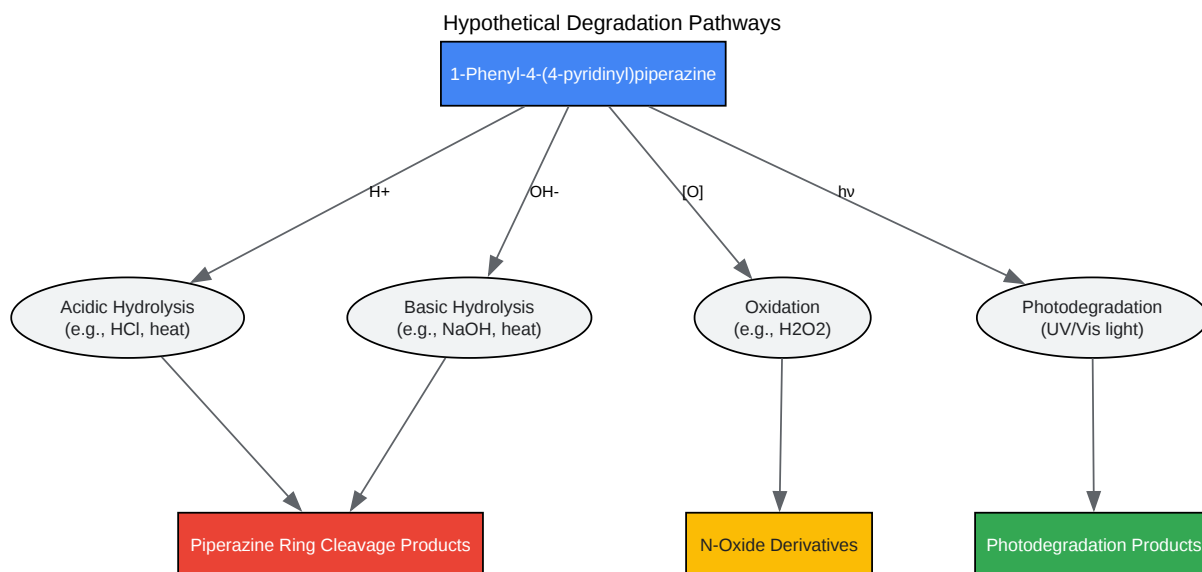 Hypothetical Degradation Pathways
1-Phenyl-4-(4-pyridinyl)piperazine
H+
OH-
[O]
hν
Acidic Hydrolysis
(e.g., HCl, heat)
Basic Hydrolysis
(e.g., NaOH, heat)
Oxidation
(e.g., H2O2)
Photodegradation
(UV/Vis light)
Piperazine Ring Cleavage Products
N-Oxide Derivatives
Photodegradation Products